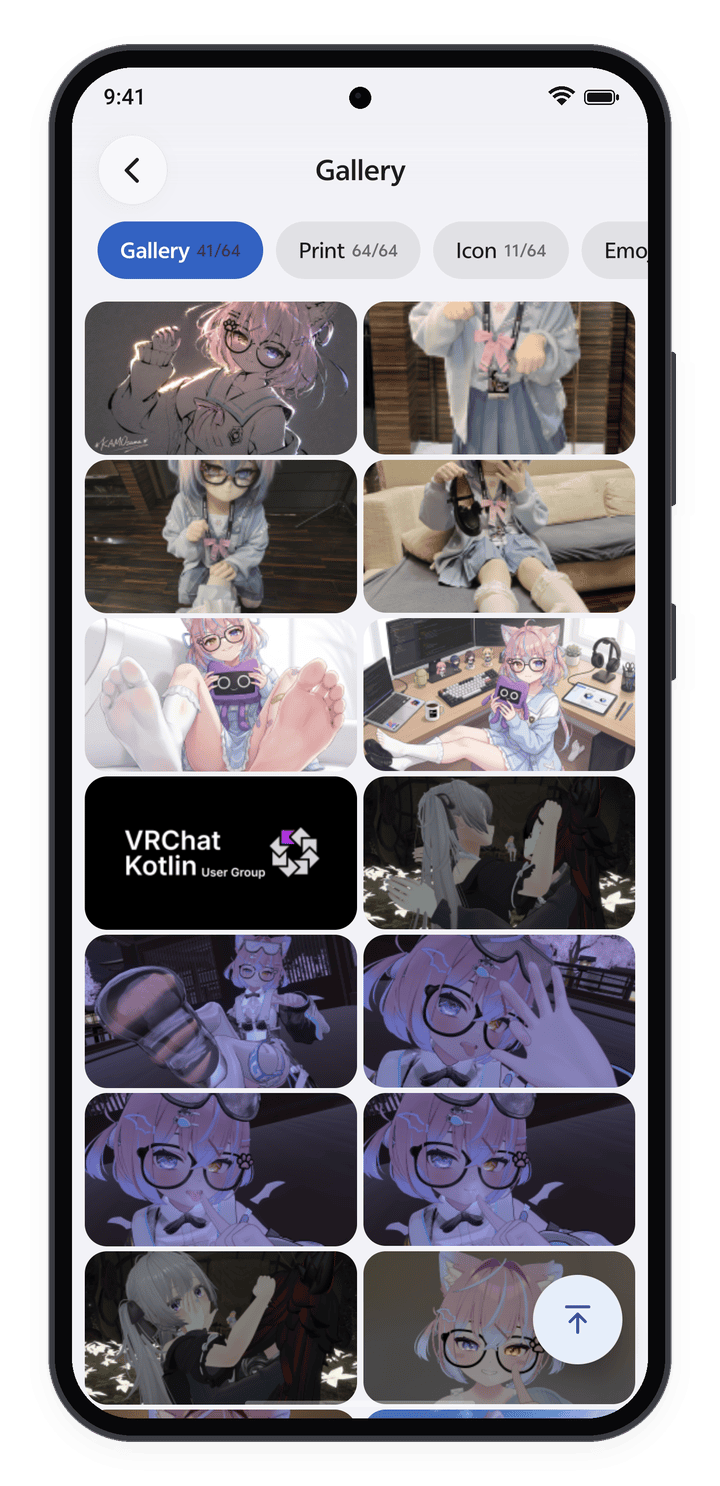 9:41
Gallery
Gallery 41/64
Print 64/64
Icon 11/64
VRChat
Kotlin User Group